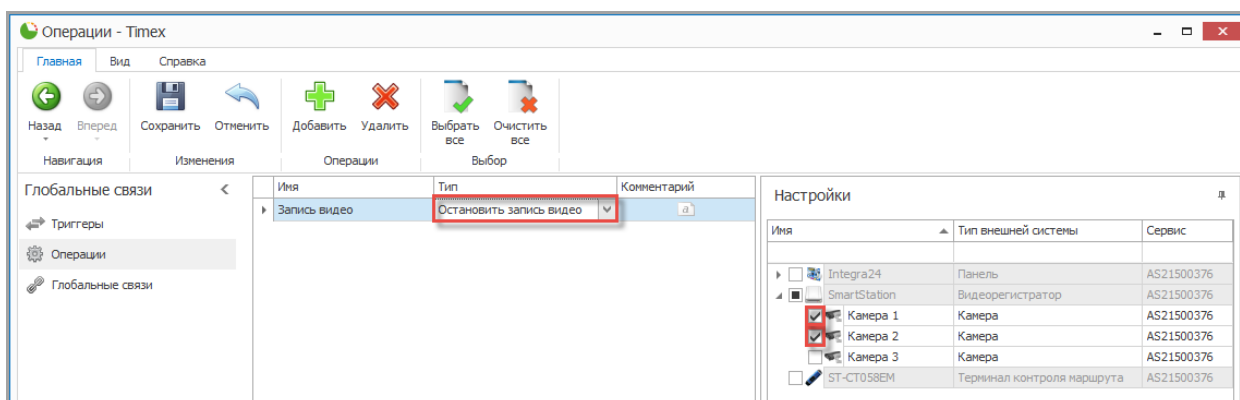 Операции - Timex
Главная Вид Справка
Назад Вперед Сохранить Отменить Добавить Удалить Выбрать все Очистить все
Навигация Изменения Операции Выбор
Глобальные связи
Триггеры
Операции
Глобальные связи
Имя Тип Комментарий
Запись видео Остановить запись видео a
Настройки
Имя Тип внешней системы Сервис
Integra24 Панель AS21500376
SmartStation Видеорегистратор AS21500376
Камера 1 Камера AS21500376
Камера 2 Камера AS21500376
Камера 3 Камера AS21500376
ST-CT058EM Терминал контроля маршрута AS21500376